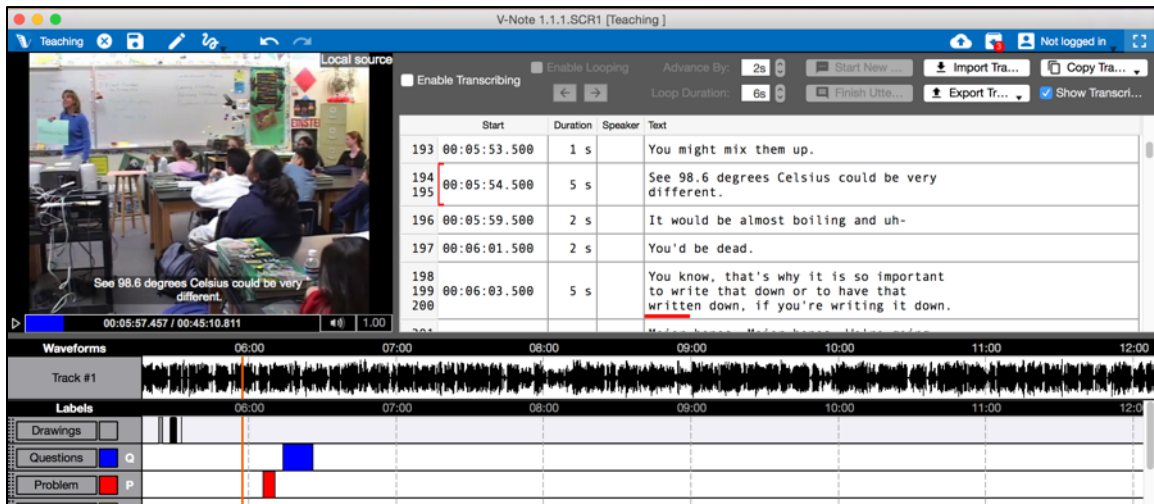 V-Note 1.1.1.SCR1 [Teaching ]
Teaching
3
Not logged in
Local source
EINSTE
See 98.6 degrees Celsius could be very
different.
00:05:57.457 / 00:45:10.811
1.00
Enable Transcribing
Enable Looping
Advance By:
2s
Start New ...
Import Tra...
Copy Tra...
Loop Duration:
6s
Finish Utte...
Export Tr...
Show Transcri...
Start Duration Speaker Text
193 00:05:53.500 1 s You might mix them up.
194
195 00:05:54.500 5 s See 98.6 degrees Celsius could be very
different.
196 00:05:59.500 2 s It would be almost boiling and uh-
197 00:06:01.500 2 s You'd be dead.
198 You know, that's why it is so important
199 00:06:03.500 5 s to write that down or to have that
200 written down, if you're writing it down.
Waveforms 06:00 07:00 08:00 09:00 10:00 11:00 12:00
Track #1
Labels 06:00 07:00 08:00 09:00 10:00 11:00 12:0
Drawings
Questions Q
Problem P